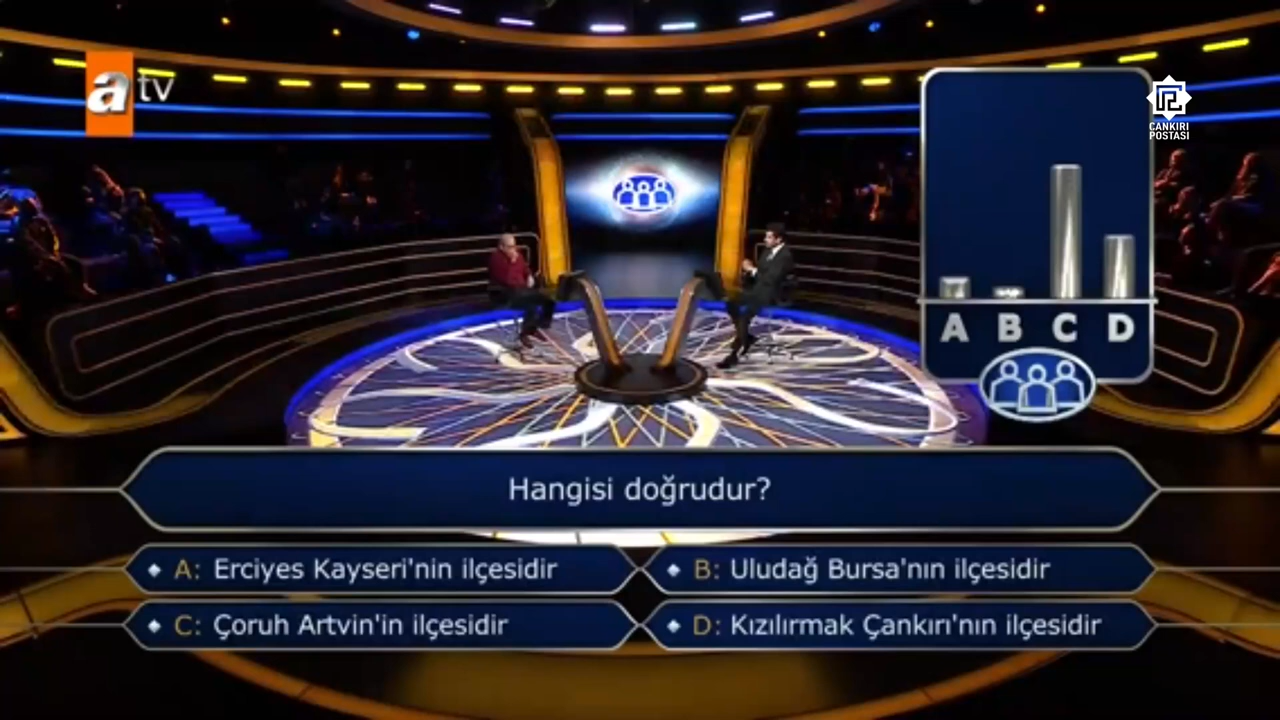 atv
ÇANKIRI
POSTASI
A B C D
Hangisi doğrudur?
A: Erciyes Kayseri'nin ilçesidir
B: Uludağ Bursa'nın ilçesidir
C: Çoruh Artvin'in ilçesidir
D: Kızılırmak Çankırı'nın ilçesidir